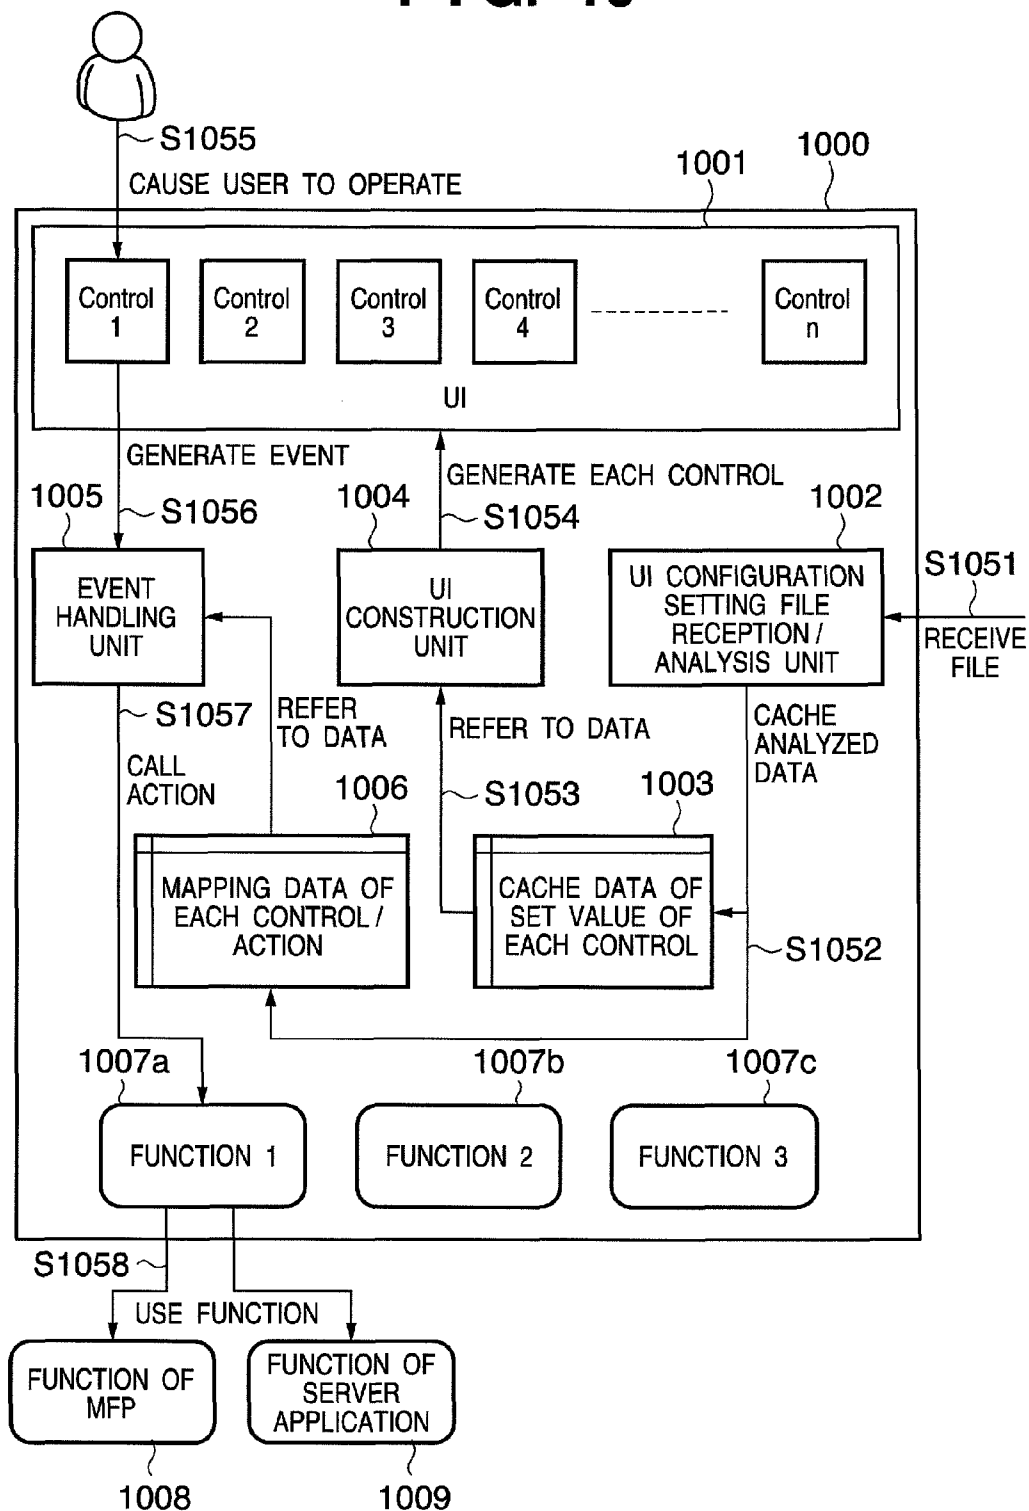 S1055
CAUSE USER TO OPERATE
1001
1000
Control
1
Control
2
Control
3
Control
4
Control
n
UI
GENERATE EVENT
GENERATE EACH CONTROL
1005
S1056
1004
S1054
1002
EVENT
HANDLING
UNIT
UI
CONSTRUCTION
UNIT
UI CONFIGURATION
SETTING FILE
RECEPTION /
ANALYSIS UNIT
S1051
RECEIVE
FILE
S1057
REFER
TO DATA
REFER TO DATA
CACHE
ANALYZED
DATA
CALL
ACTION
1006
S1053
1003
MAPPING DATA OF
EACH CONTROL /
ACTION
CACHE DATA OF
SET VALUE OF
EACH CONTROL
S1052
1007a
1007b
1007c
FUNCTION 1
FUNCTION 2
FUNCTION 3
S1058
USE FUNCTION
FUNCTION OF
MFP
FUNCTION OF
SERVER
APPLICATION
1008
1009